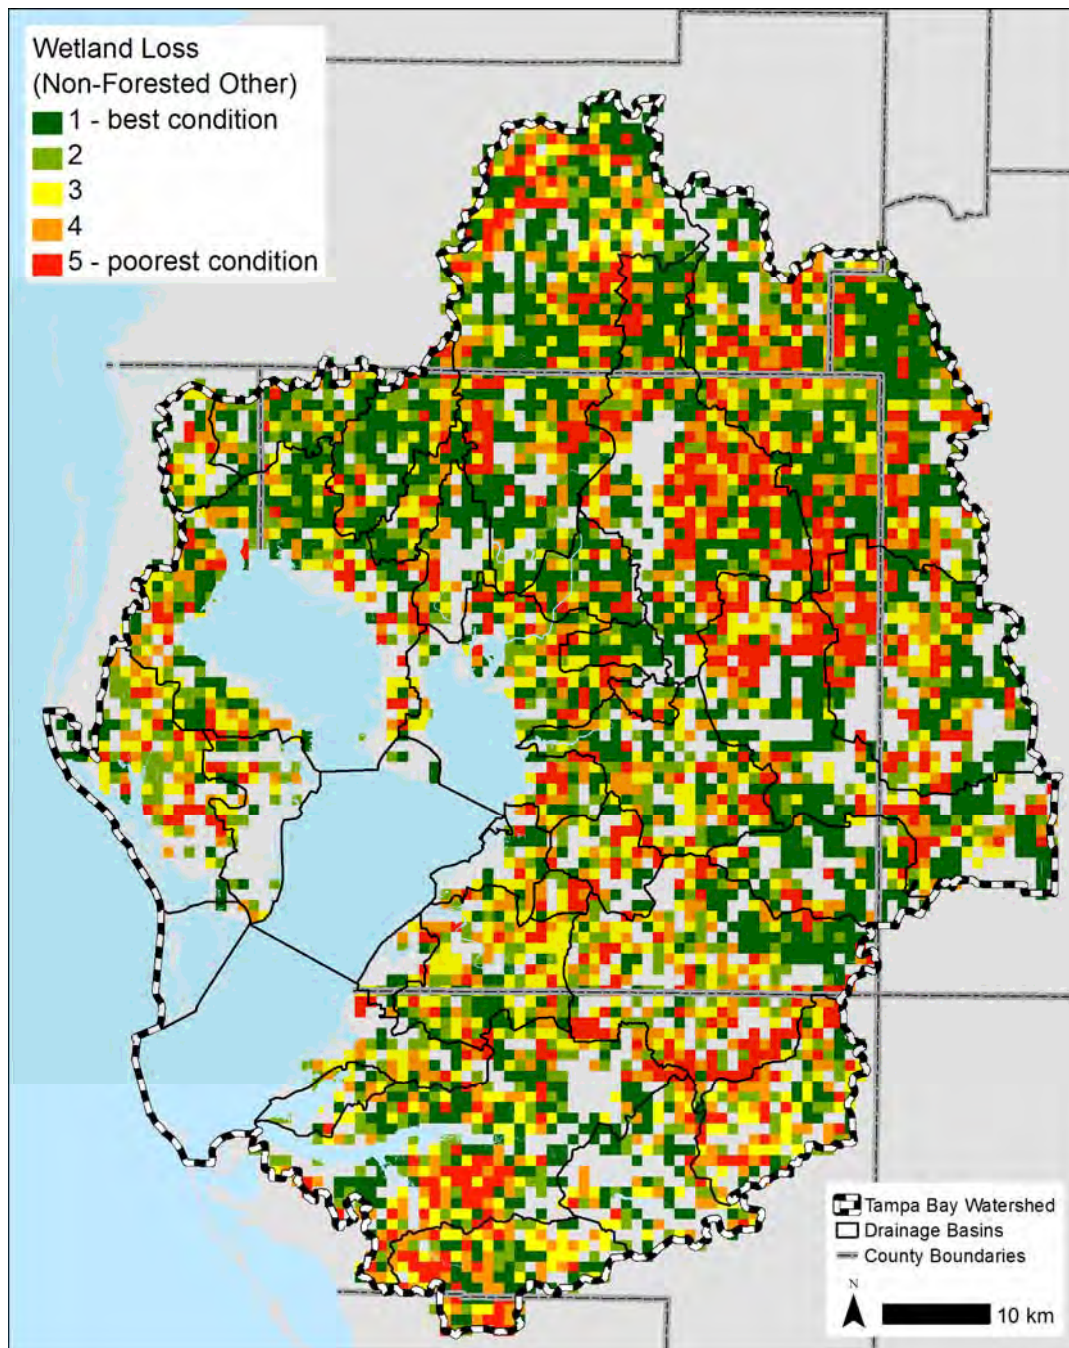 Wetland Loss
(Non-Forested Other)
1 - best condition
2
3
4
5 - poorest condition
Tampa Bay Watershed
Drainage Basins
County Boundaries
N
10 km